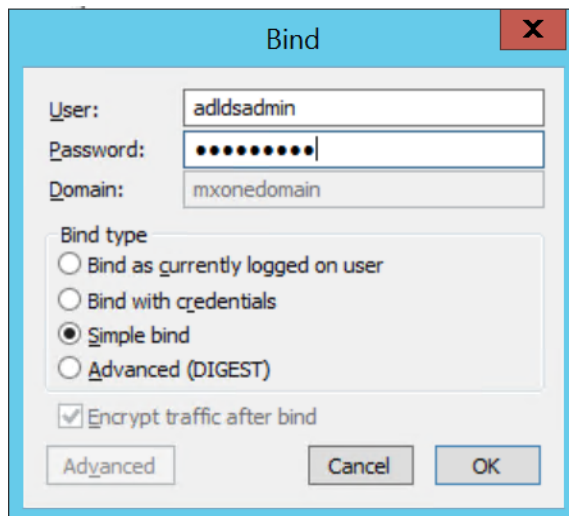 Bind
X
User: adldsadmin
Password: ●●●●●●●●●
Domain: mxonedomain
Bind type
Bind as currently logged on user
Bind with credentials
Simple bind
Advanced (DIGEST)
Encrypt traffic after bind
Advanced Cancel OK